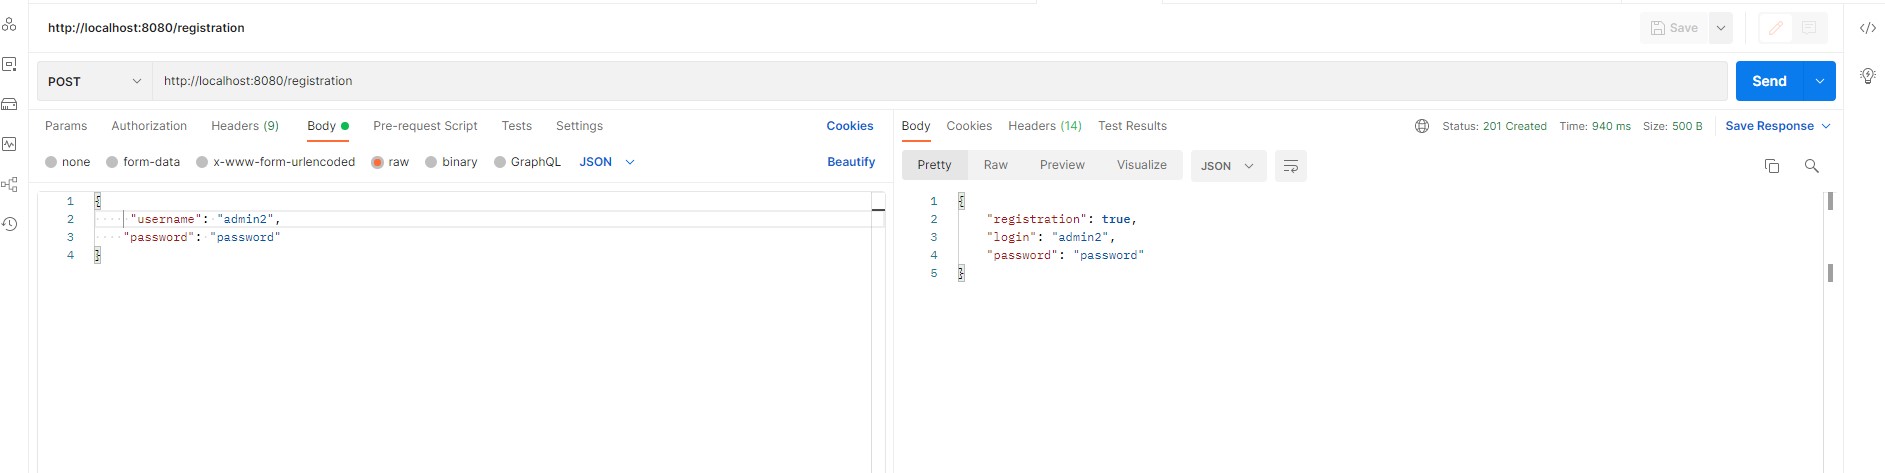 http://localhost:8080/registration
Save
POST
http://localhost:8080/registration
Send
Params Authorization Headers (9) Body Pre-request Script Tests Settings Cookies
none form-data x-www-form-urlencoded raw binary GraphQL JSON Beautify
1 {
2 "username": "admin2",
3 "password": "password"
4 }
Body Cookies Headers (14) Test Results Status: 201 Created Time: 940 ms Size: 500 B Save Response
Pretty Raw Preview Visualize JSON
1 {
2 "registration": true,
3 "login": "admin2",
4 "password": "password"
5 }